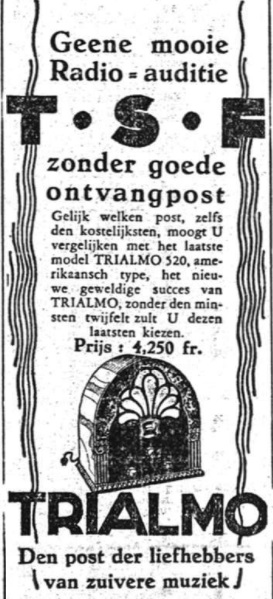 Geene mooie
Radio = auditie
T·S·F
zonder goede
ontvangpost
Gelijk welken post, zelfs
den kostelijksten, moogt U
vergelijken met het laatste
model TRIALMO 520, ame-
rikaansch type, het nieu-
we geweldige succes van
TRIALMO, zonder den min-
sten twijfelt zult U dezen
laatsten kiezen.
Prijs : 4,250 fr.
TRIALMO
Den post der liefhebbers
van zuivere muziek